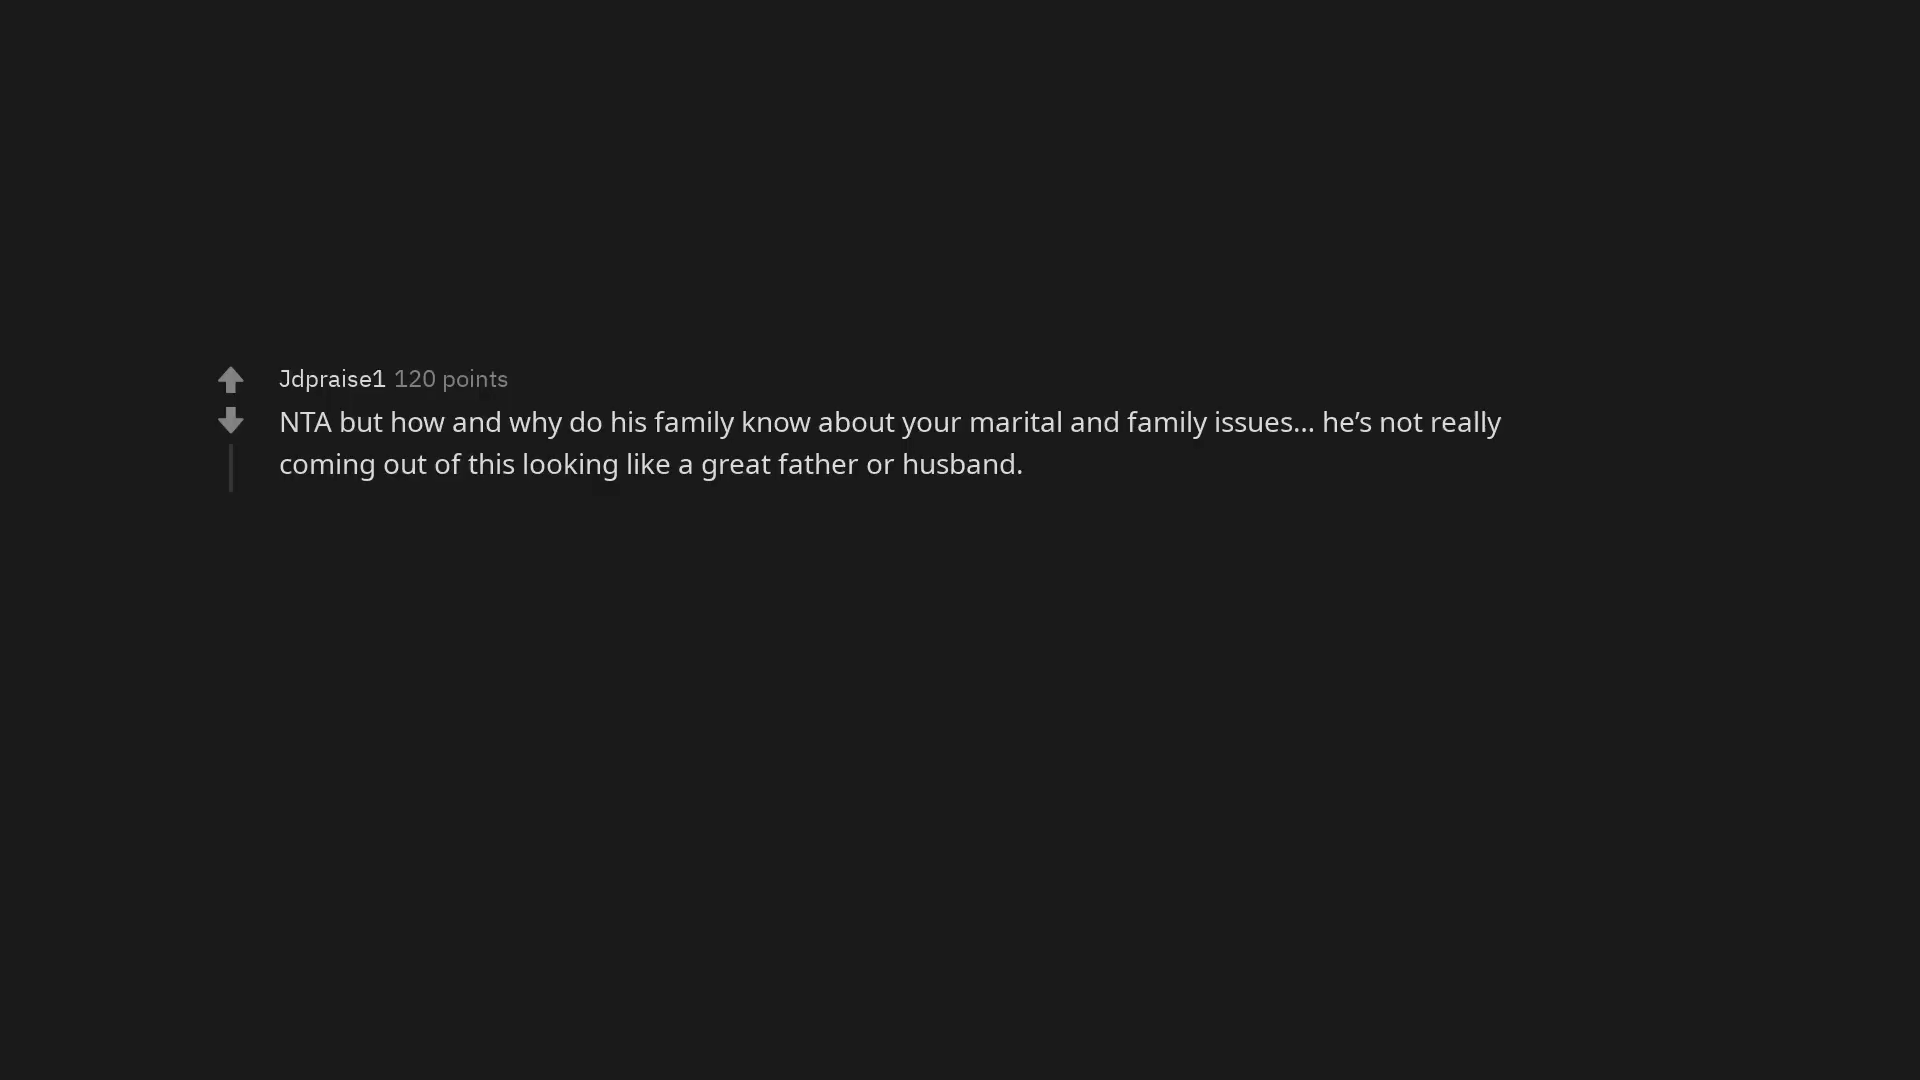 Jdpraise1 120 points
NTA but how and why do his family know about your marital and family issues... he’s not really
coming out of this looking like a great father or husband.